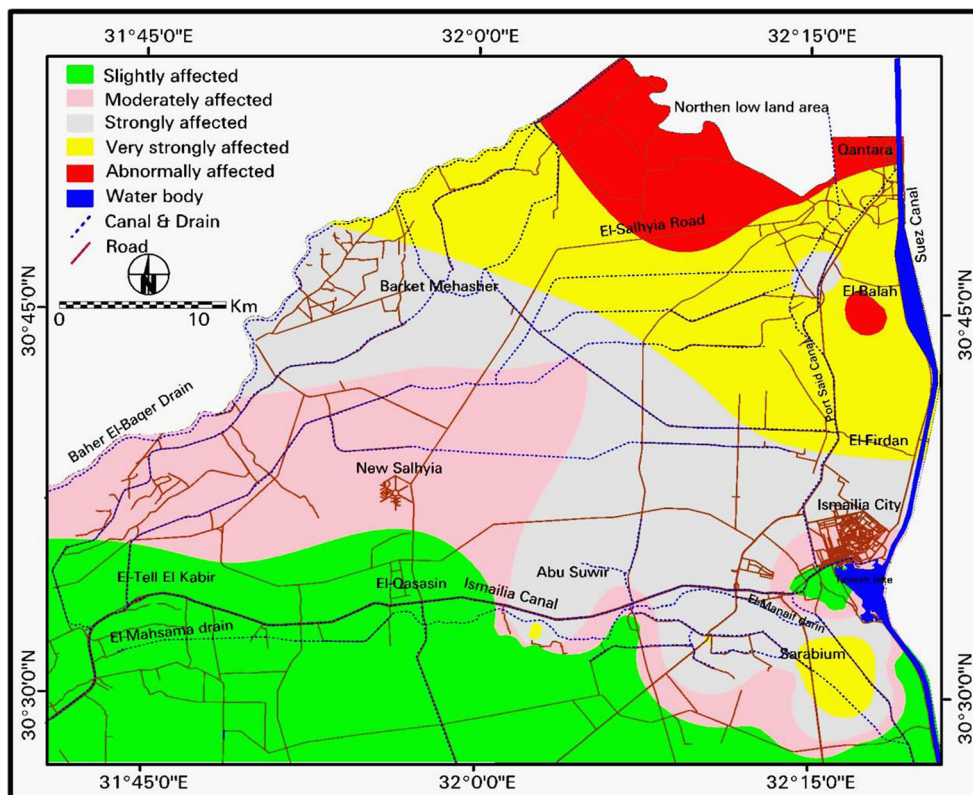 31°45'0"E
32°0'0"E
32°15'0"E
Slightly affected
Moderately affected
Strongly affected
Very strongly affected
Abnormally affected
Water body
Canal & Drain
Road
N
0 10 Km
Northen low land area
Qantara
Suez Canal
El-Salhyia Road
Barket Mehasher
El-Balah
30°45'0"N
30°45'0"N
Port Said Canal
Baher El-Baqer Drain
El-Firdan
New Salhyia
Ismailia City
El-Tell El Kabir
El-Qasasin
Ismailia Canal
Abu Suwir
lake
El-Manaif darin
El-Mahsama drain
Sarabium
30°30'0"N
30°30'0"N
31°45'0"E
32°0'0"E
32°15'0"E